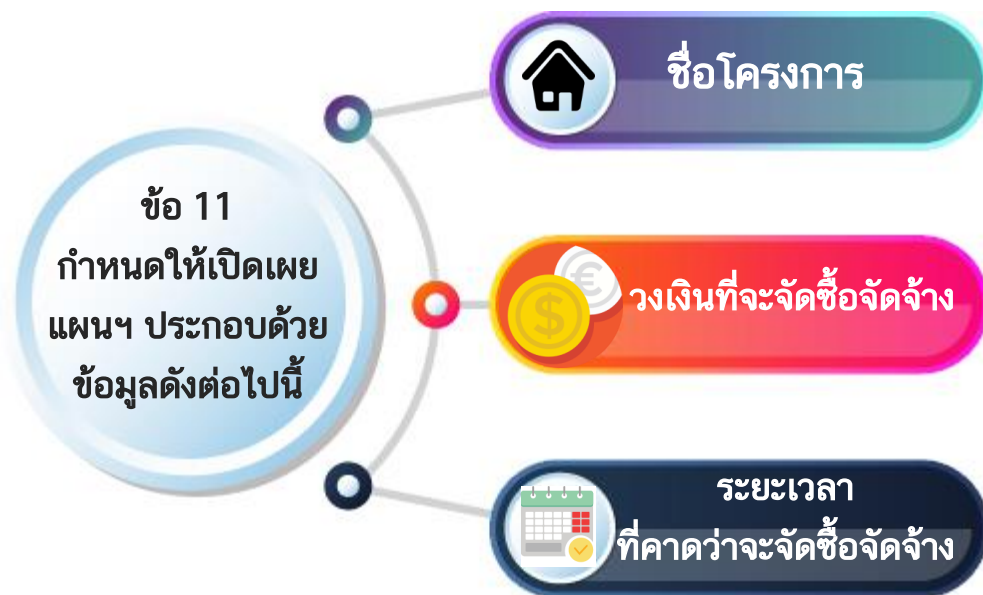 ข้อ 11
กำหนดให้เปิดเผย
แผนฯ ประกอบด้วย
ข้อมูลดังต่อไปนี้
ชื่อโครงการ
วงเงินที่จะจัดซื้อจัดจ้าง
ระยะเวลา
ที่คาดว่าจะจัดซื้อจัดจ้าง